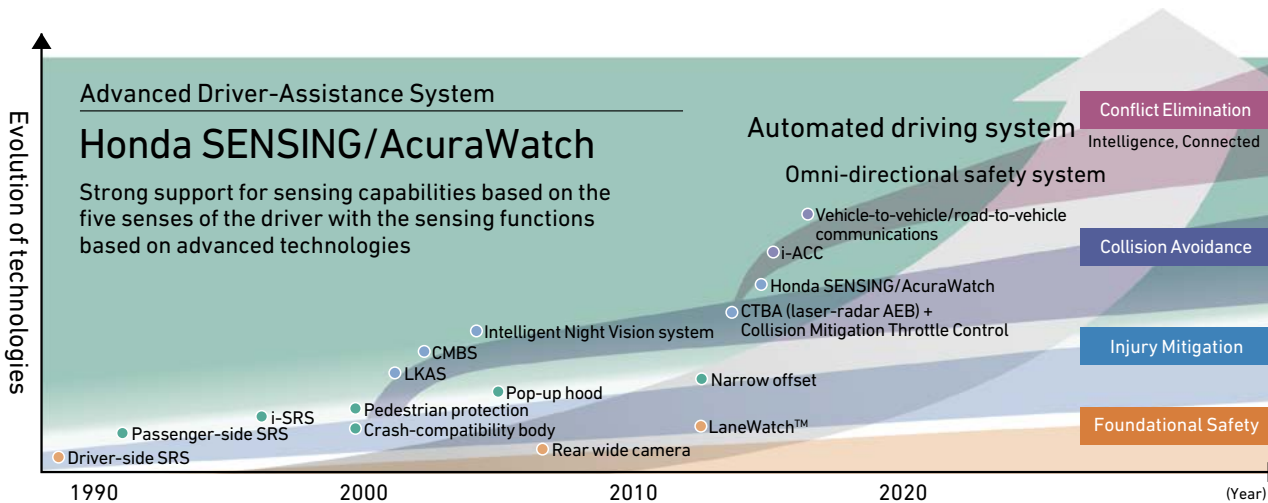 Evolution of technologies
Advanced Driver-Assistance System
Honda SENSING/AcuraWatch
Strong support for sensing capabilities based on the
five senses of the driver with the sensing functions
based on advanced technologies
Automated driving system
Omni-directional safety system
Conflict Elimination
Intelligence, Connected
Vehicle-to-vehicle/road-to-vehicle
communications
i-ACC
Collision Avoidance
Honda SENSING/AcuraWatch
CTBA (laser-radar AEB) +
Collision Mitigation Throttle Control
Intelligent Night Vision system
CMBS
LKAS
Injury Mitigation
Narrow offset
Pop-up hood
Pedestrian protection
Crash-compatibility body
i-SRS
Passenger-side SRS
Driver-side SRS
LaneWatch™
Rear wide camera
Foundational Safety
1990
2000
2010
2020
(Year)